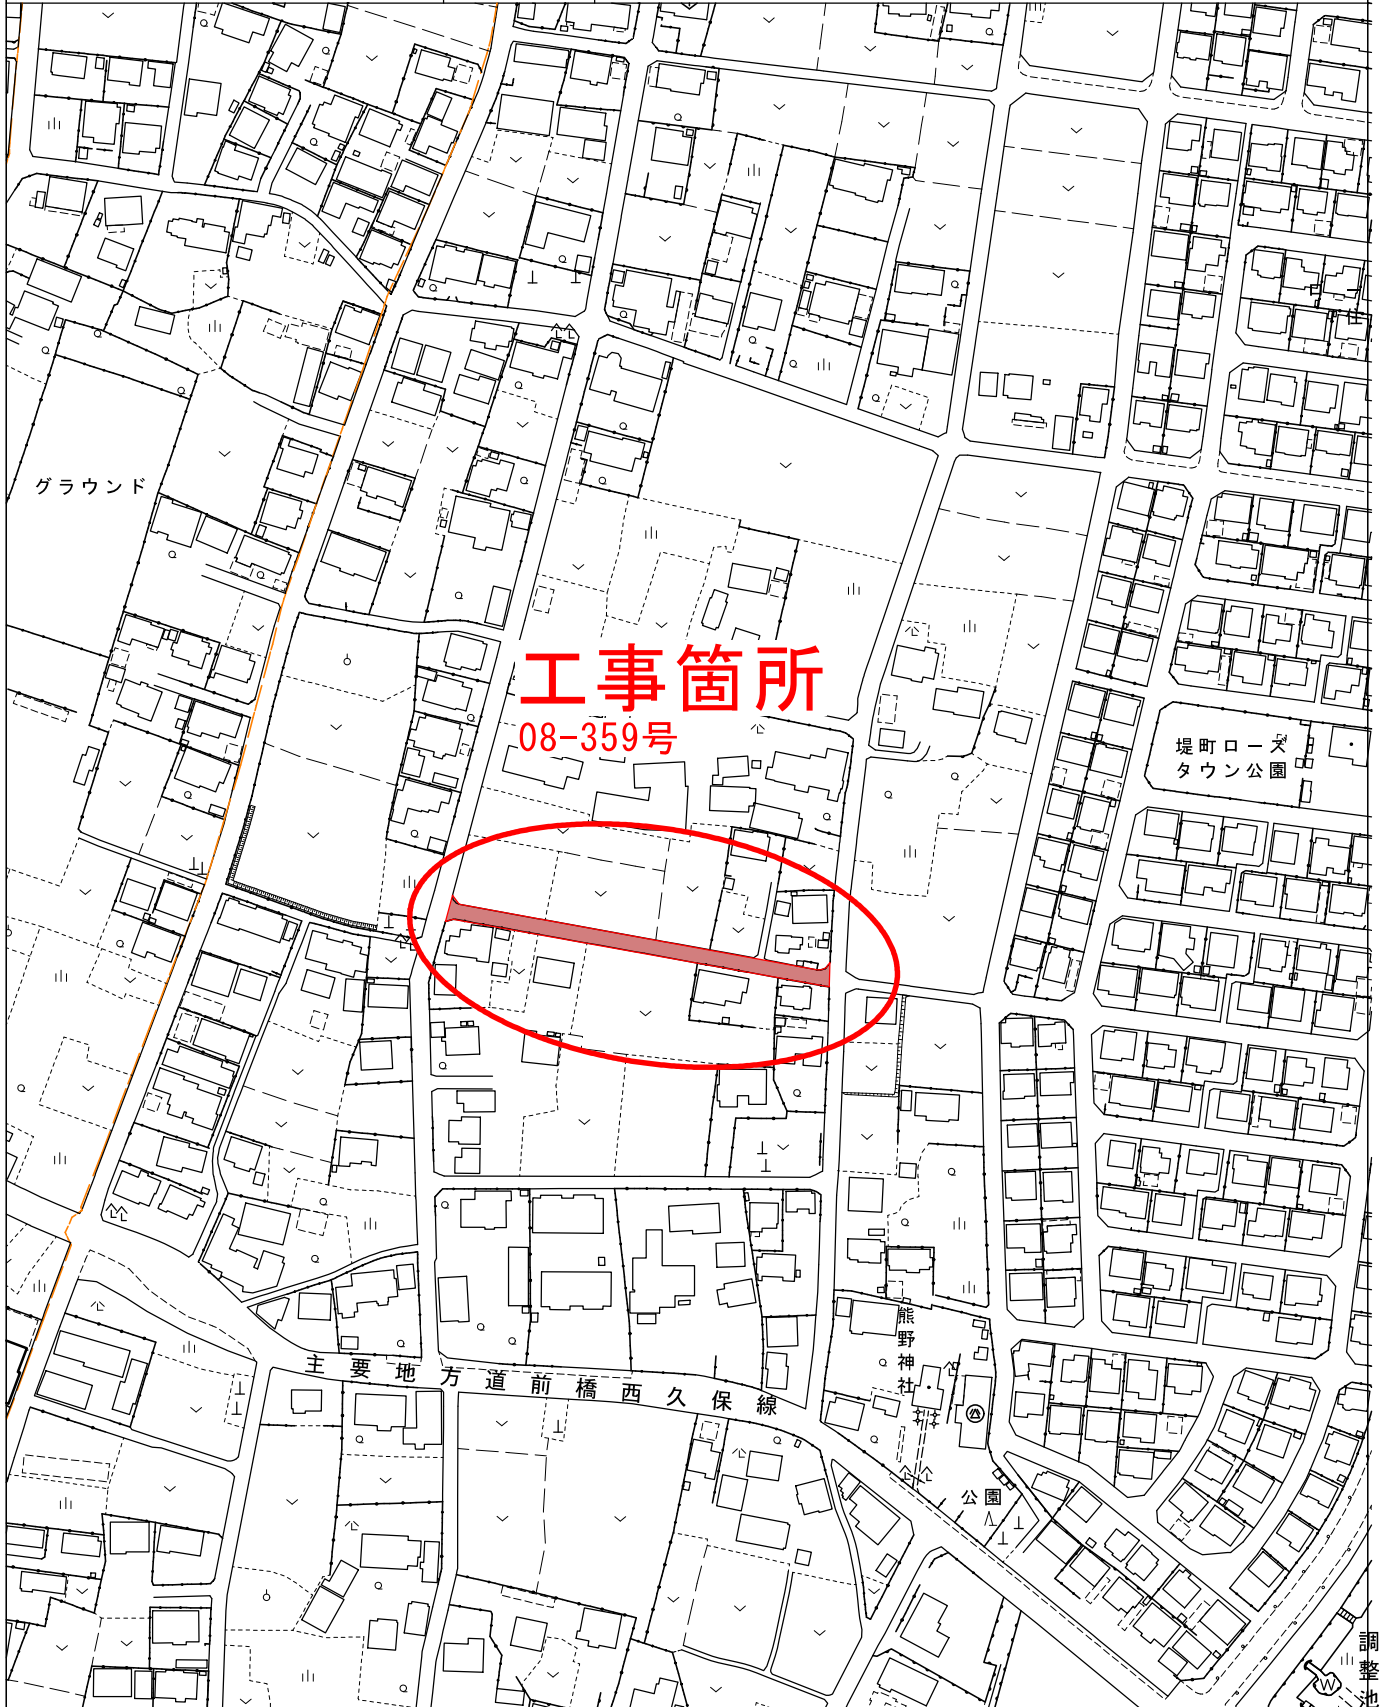 グラウンド
工事箇所
08-359号
堤町ローズ
タウン公園
熊野神社
主要地方道前橋西久保線
公園
調整池
W